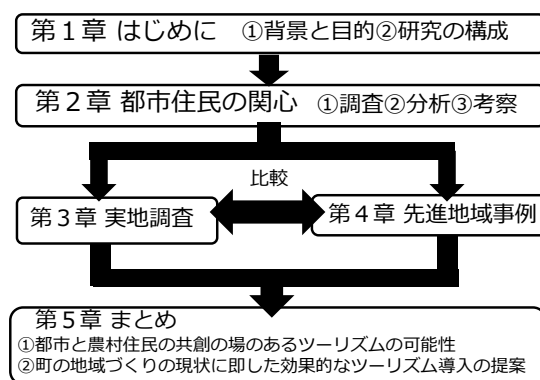 第１章 はじめに ①背景と目的②研究の構成
第２章 都市住民の関心 ①調査②分析③考察
比較
第３章 実地調査
第４章 先進地域事例
第５章 まとめ
①都市と農村住民の共創の場のあるツーリズムの可能性
②町の地域づくりの現状に即した効果的なツーリズム導入の提案